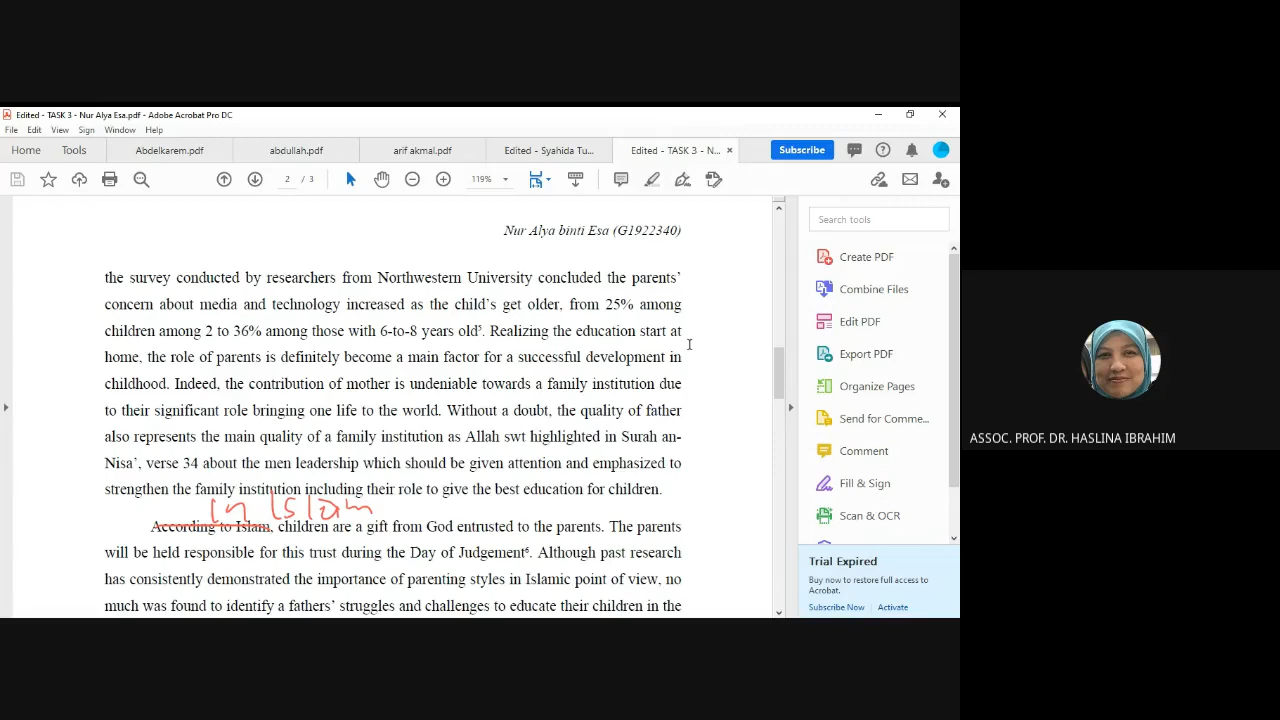 Edited - TASK 3 - Nur Alya Esa.pdf - Adobe Acrobat Pro DC
File Edit View Sign Window Help
Home Tools Abdelkarem.pdf abdullah.pdf arif akmal.pdf Edited - Syahida Tu... Edited - TASK 3 - N... × Subscribe
2 / 3 119%
Nur Alya binti Esa (G1922340)
the survey conducted by researchers from Northwestern University concluded the parents’
concern about media and technology increased as the child’s get older, from 25% among
children among 2 to 36% among those with 6-to-8 years old⁵. Realizing the education start at
home, the role of parents is definitely become a main factor for a successful development in
childhood. Indeed, the contribution of mother is undeniable towards a family institution due
to their significant role bringing one life to the world. Without a doubt, the quality of father
also represents the main quality of a family institution as Allah swt highlighted in Surah an-
Nisa’, verse 34 about the men leadership which should be given attention and emphasized to
strengthen the family institution including their role to give the best education for children.
In Islam
According to Islam, children are a gift from God entrusted to the parents. The parents
will be held responsible for this trust during the Day of Judgement⁶. Although past research
has consistently demonstrated the importance of parenting styles in Islamic point of view, no
much was found to identify a fathers’ struggles and challenges to educate their children in the
Search tools
Create PDF
Combine Files
Edit PDF
Export PDF
Organize Pages
Send for Comme...
Comment
Fill & Sign
Scan & OCR
Trial Expired
Buy now to restore full access to
Acrobat.
Subscribe Now Activate
ASSOC. PROF. DR. HASLINA IBRAHIM